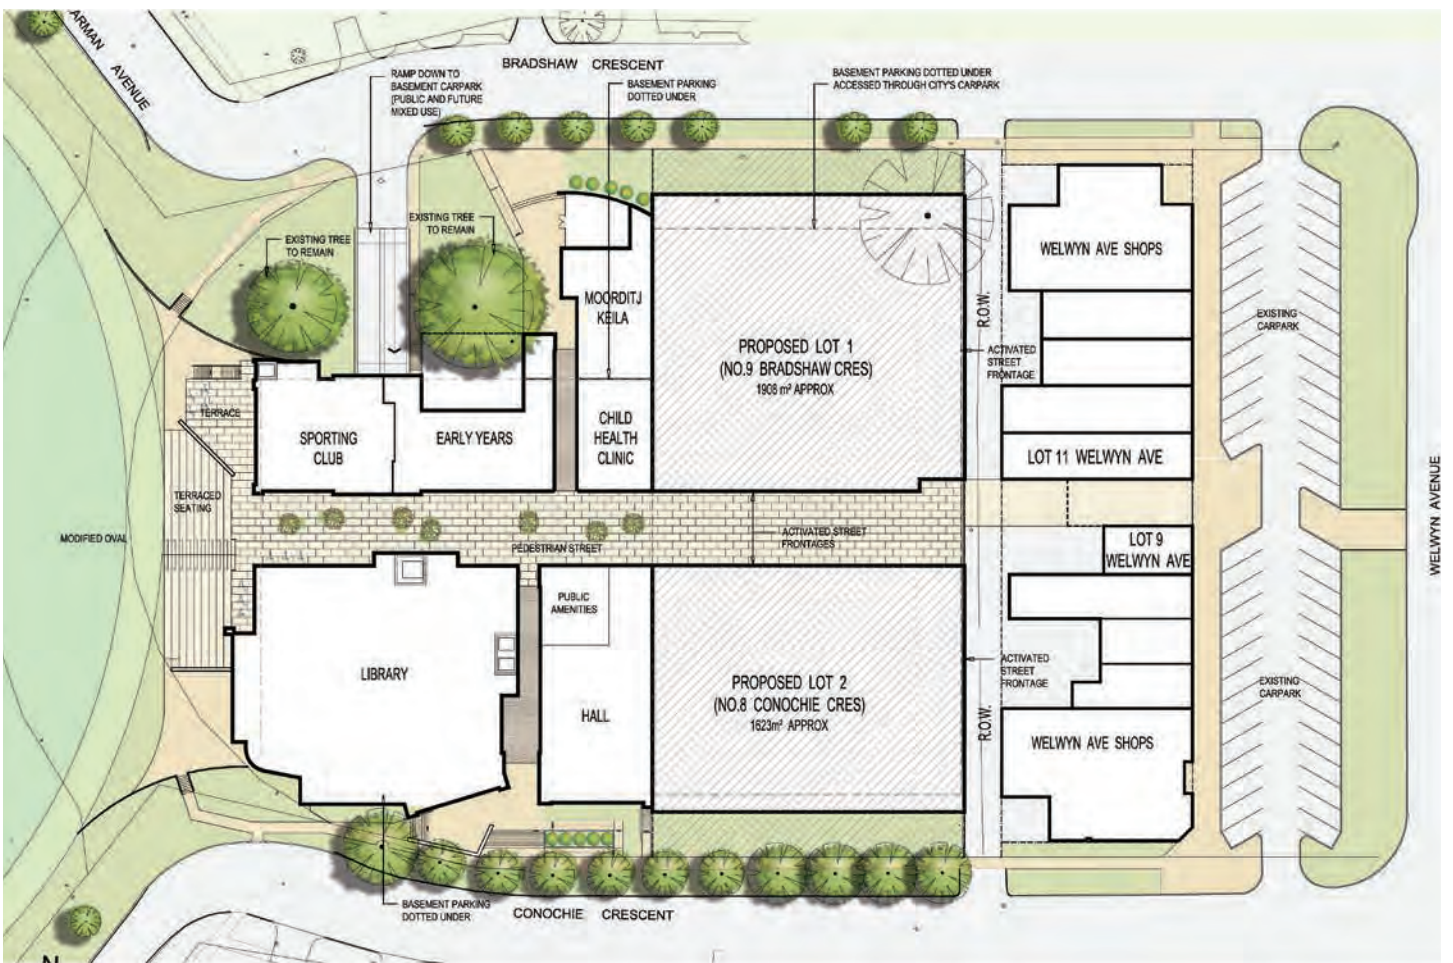 ARMAN
AVENUE
BRADSHAW CRESCENT
RAMP DOWN TO
BASEMENT CARPARK
(PUBLIC AND FUTURE
MIXED USE)
BASEMENT PARKING
DOTTED UNDER
BASEMENT PARKING DOTTED UNDER
ACCESSED THROUGH CITY'S CARPARK
EXISTING TREE
TO REMAIN
EXISTING TREE
TO REMAIN
WELWYN AVE SHOPS
MOORDITJ
KEILA
R.O.W.
EXISTING
CARPARK
PROPOSED LOT 1
(NO.9 BRADSHAW CRES)
1908 m² APPROX
ACTIVATED
STREET
FRONTAGE
TERRACE
SPORTING
CLUB
EARLY YEARS
CHILD
HEALTH
CLINIC
LOT 11 WELWYN AVE
TERRACED
SEATING
WELWYN AVENUE
MODIFIED OVAL
PEDESTRIAN STREET
ACTIVATED STREET
FRONTAGES
LOT 9
WELWYN AVE
PUBLIC
AMENITIES
LIBRARY
HALL
PROPOSED LOT 2
(NO.8 CONOCHIE CRES)
1623m² APPROX
ACTIVATED
STREET
FRONTAGE
EXISTING
CARPARK
R.O.W.
WELWYN AVE SHOPS
BASEMENT PARKING
DOTTED UNDER
CONOCHIE CRESCENT
N